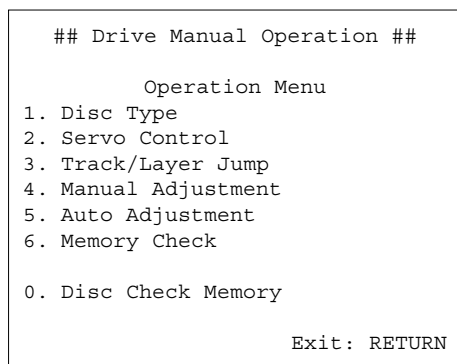 ## Drive Manual Operation ##
Operation Menu
1. Disc Type
2. Servo Control
3. Track/Layer Jump
4. Manual Adjustment
5. Auto Adjustment
6. Memory Check
0. Disc Check Memory
Exit: RETURN